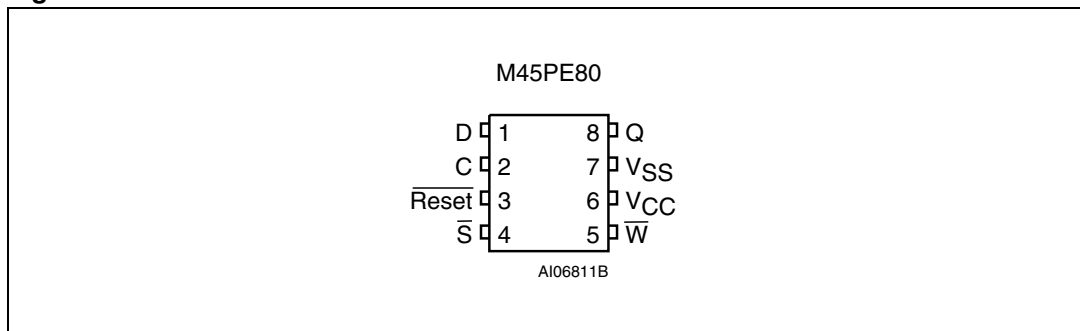 M45PE80
D 1 8 Q
C 2 7 VSS
Reset 3 6 VCC
S 4 5 W
AI06811B